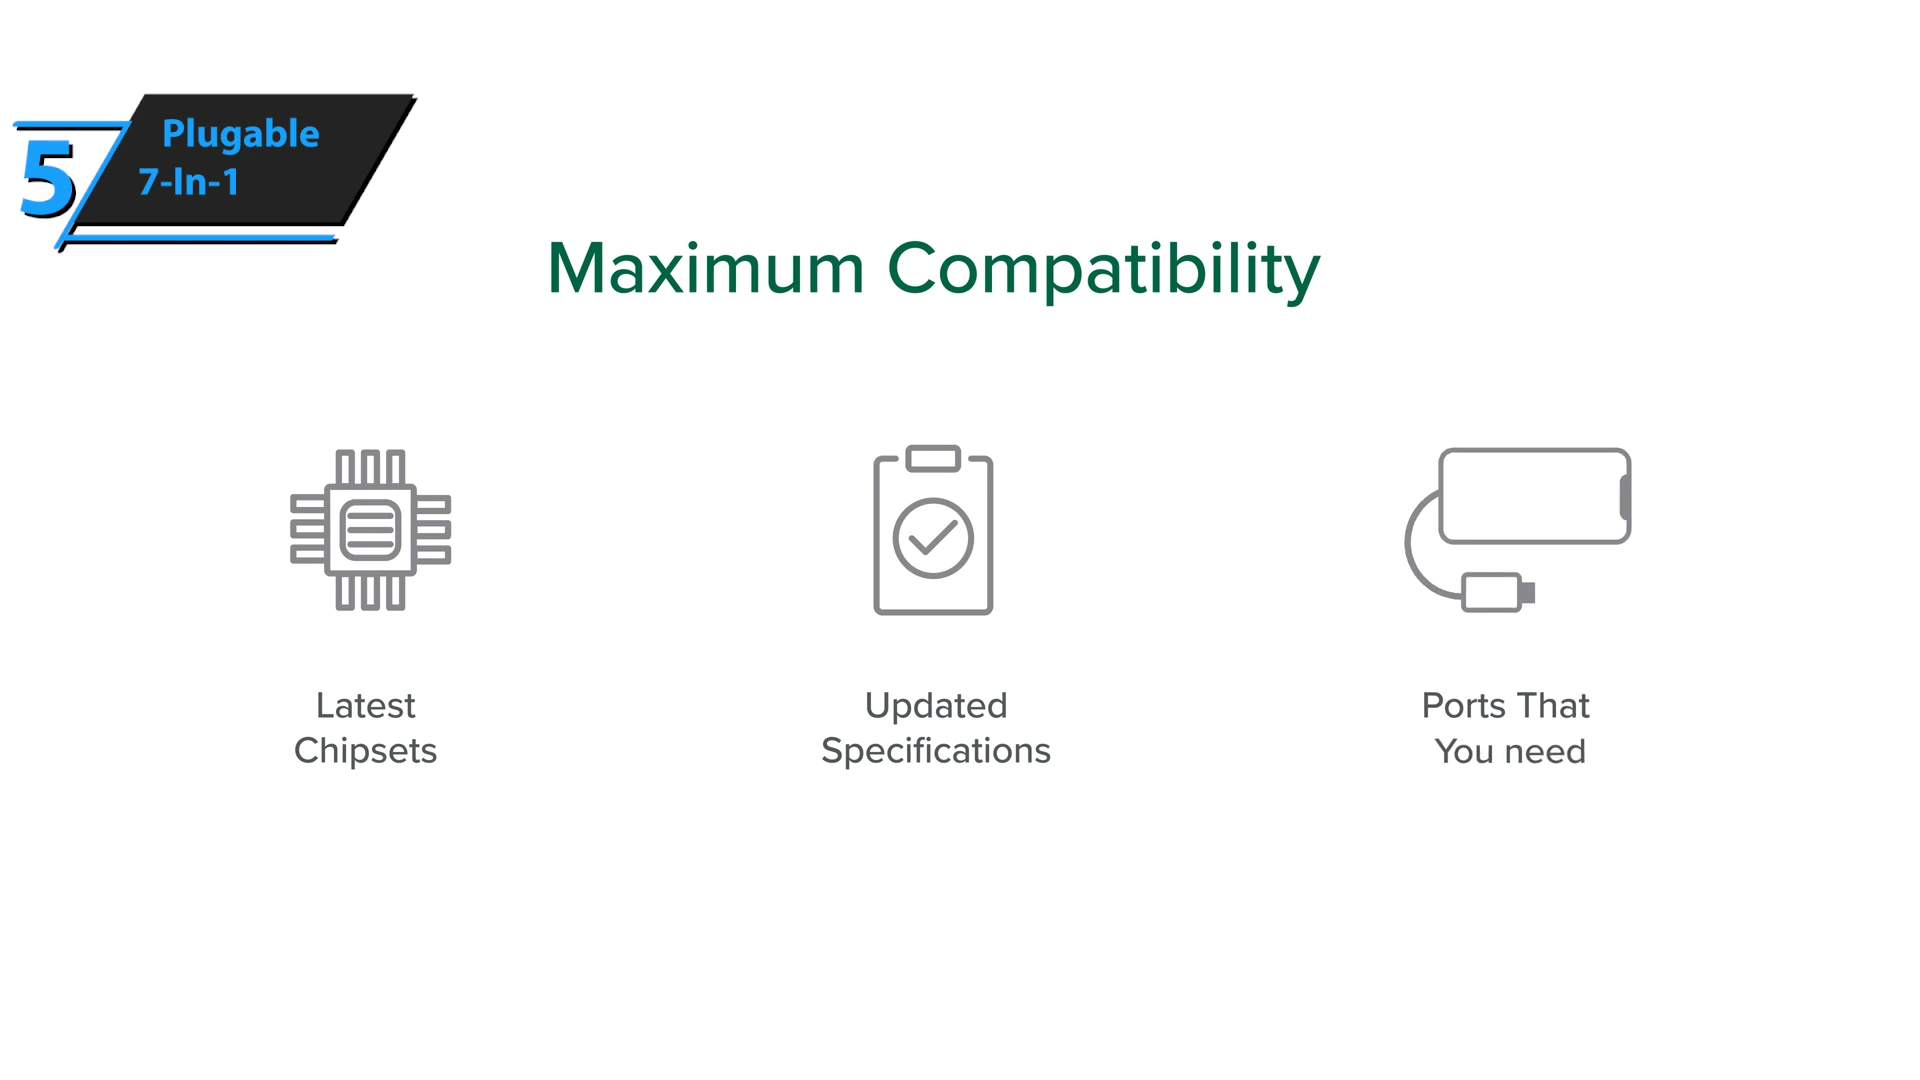 5
Plugable
7-In-1
Maximum Compatibility
Latest
Chipsets
Updated
Specifications
Ports That
You need